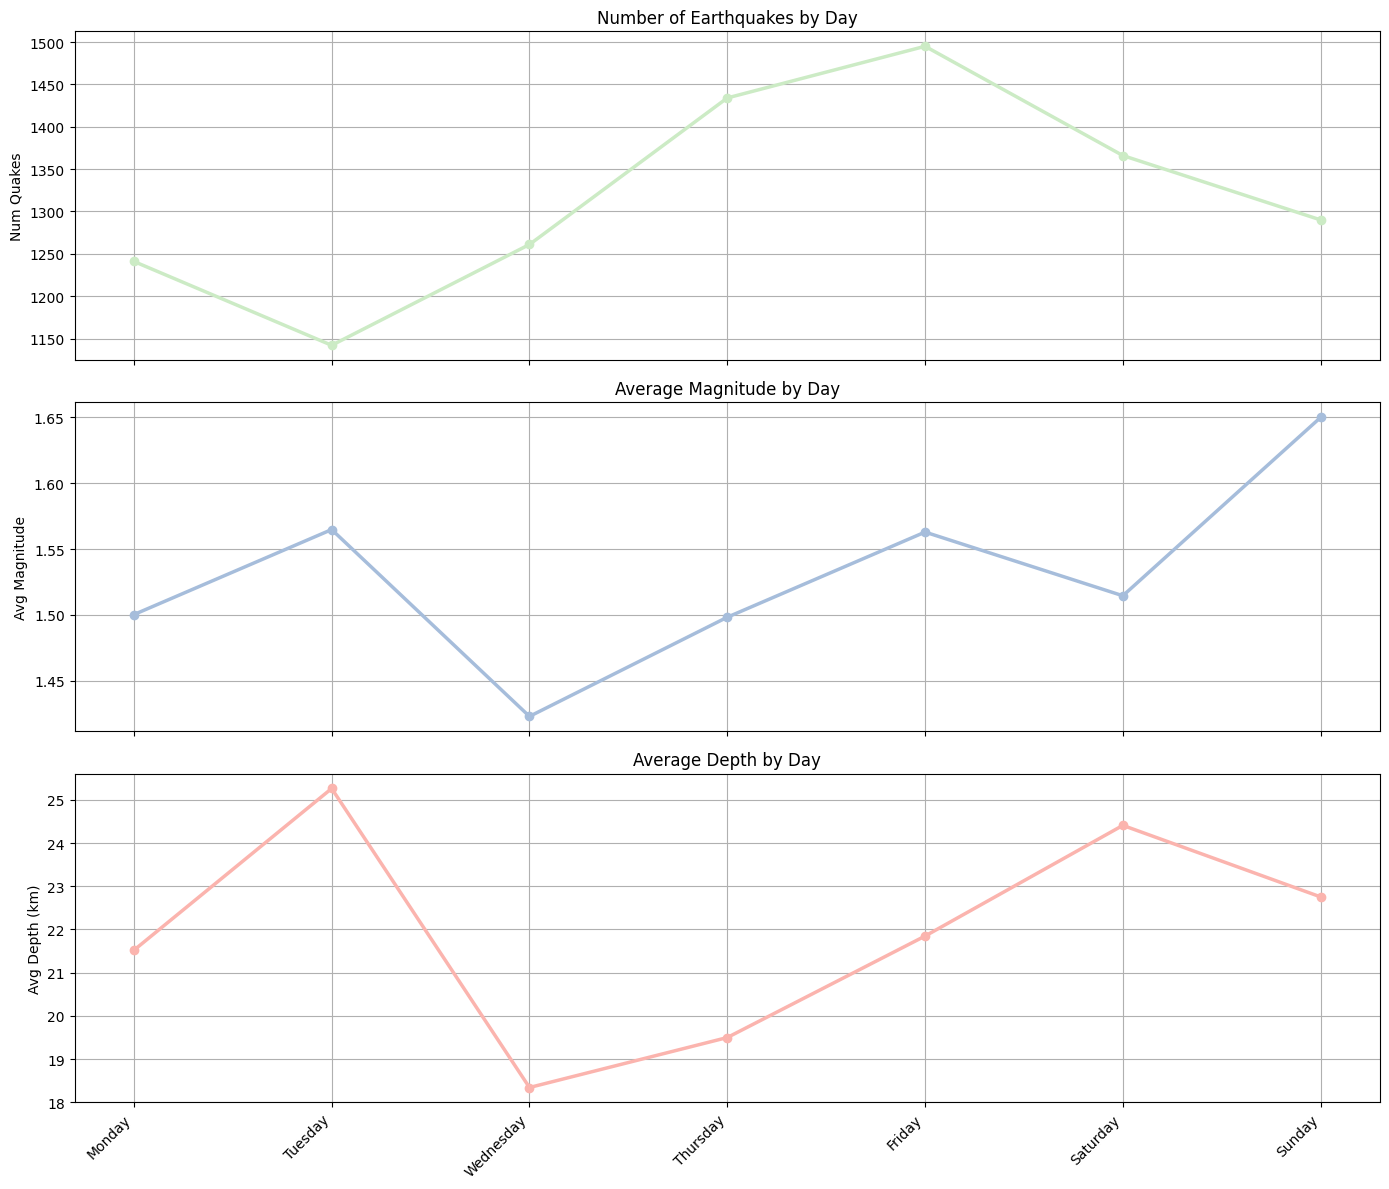 Number of Earthquakes by Day
Num Quakes
1500
1450
1400
1350
1300
1250
1200
1150
Average Magnitude by Day
Avg Magnitude
1.65
1.60
1.55
1.50
1.45
Average Depth by Day
Avg Depth (km)
25
24
23
22
21
20
19
18
Monday
Tuesday
Wednesday
Thursday
Friday
Saturday
Sunday